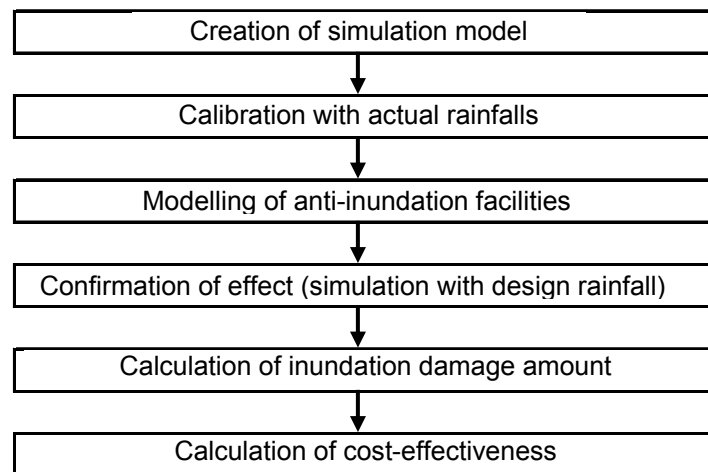 Creation of simulation model
Calibration with actual rainfalls
Modelling of anti-inundation facilities
Confirmation of effect (simulation with design rainfall)
Calculation of inundation damage amount
Calculation of cost-effectiveness